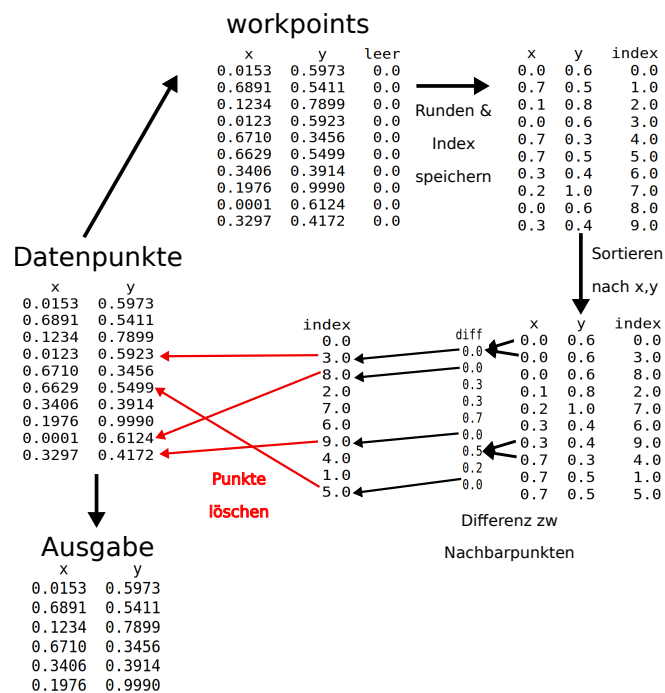 workpoints
x y leer
0.0153 0.5973 0.0
0.6891 0.5411 0.0
0.1234 0.7899 0.0
0.0123 0.5923 0.0
0.6710 0.3456 0.0
0.6629 0.5499 0.0
0.3406 0.3914 0.0
0.1976 0.9990 0.0
0.0001 0.6124 0.0
0.3297 0.4172 0.0
Runden &
Index
speichern
x y index
0.0 0.6 0.0
0.7 0.5 1.0
0.1 0.8 2.0
0.0 0.6 3.0
0.7 0.3 4.0
0.7 0.5 5.0
0.3 0.4 6.0
0.2 1.0 7.0
0.0 0.6 8.0
0.3 0.4 9.0
Sortieren
nach x,y
x y index
0.0 0.6 0.0
0.0 0.6 3.0
0.0 0.6 8.0
0.1 0.8 2.0
0.2 1.0 7.0
0.3 0.4 6.0
0.3 0.4 9.0
0.7 0.3 4.0
0.7 0.5 1.0
0.7 0.5 5.0
diff
0.0
0.0
0.3
0.3
0.7
0.0
0.5
0.2
0.0
Differenz zw
Nachbarpunkten
index
0.0
3.0
8.0
2.0
7.0
6.0
9.0
4.0
1.0
5.0
Punkte
löschen
Datenpunkte
x y
0.0153 0.5973
0.6891 0.5411
0.1234 0.7899
0.0123 0.5923
0.6710 0.3456
0.6629 0.5499
0.3406 0.3914
0.1976 0.9990
0.0001 0.6124
0.3297 0.4172
Ausgabe
x y
0.0153 0.5973
0.6891 0.5411
0.1234 0.7899
0.6710 0.3456
0.3406 0.3914
0.1976 0.9990